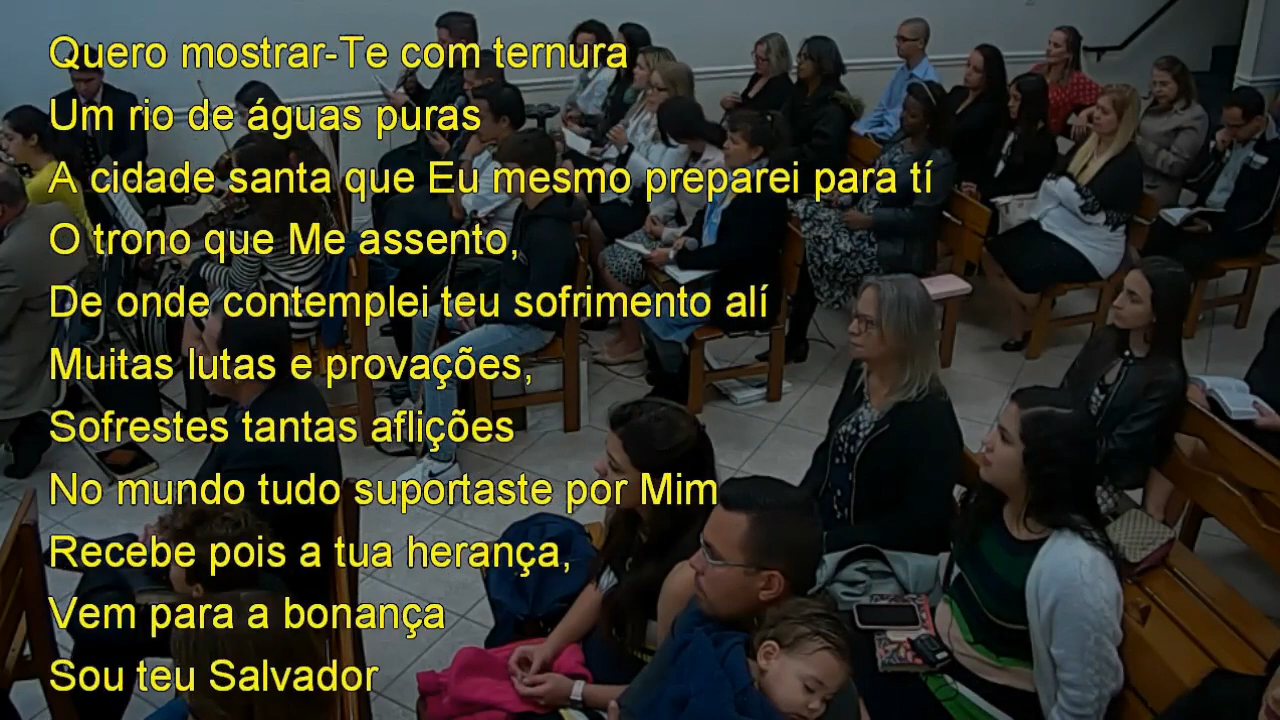 Quero mostrar-Te com ternura
Um rio de águas puras
A cidade santa que Eu mesmo preparei para tí
O trono que Me assento,
De onde contemplei teu sofrimento alí
Muitas lutas e provações,
Sofrestes tantas aflições
No mundo tudo suportaste por Mim
Recebe pois a tua herança,
Vem para a bonança
Sou teu Salvador